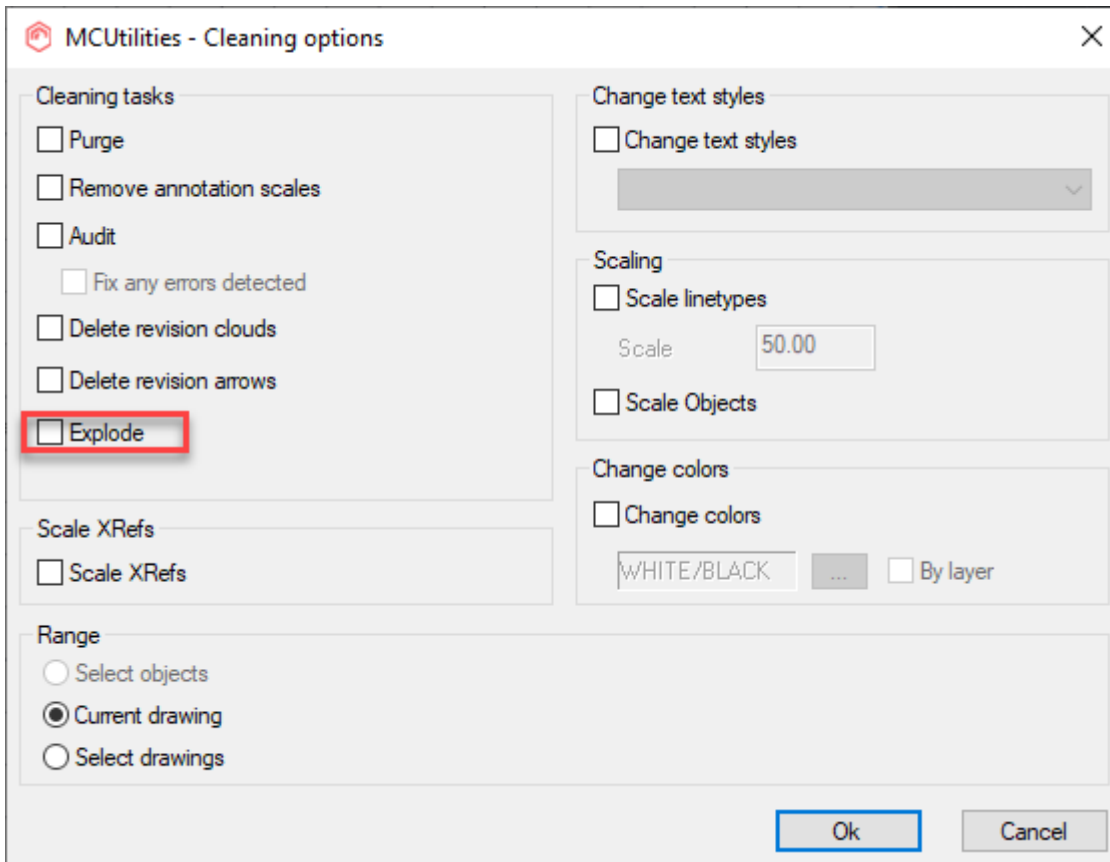 MCUtilities - Cleaning options
Cleaning tasks
Purge
Remove annotation scales
Audit
Fix any errors detected
Delete revision clouds
Delete revision arrows
Explode
Scale XRefs
Scale XRefs
Change text styles
Change text styles
Scaling
Scale linetypes
Scale 50.00
Scale Objects
Change colors
Change colors
WHITE/BLACK ... By layer
Range
Select objects
Current drawing
Select drawings
Ok Cancel